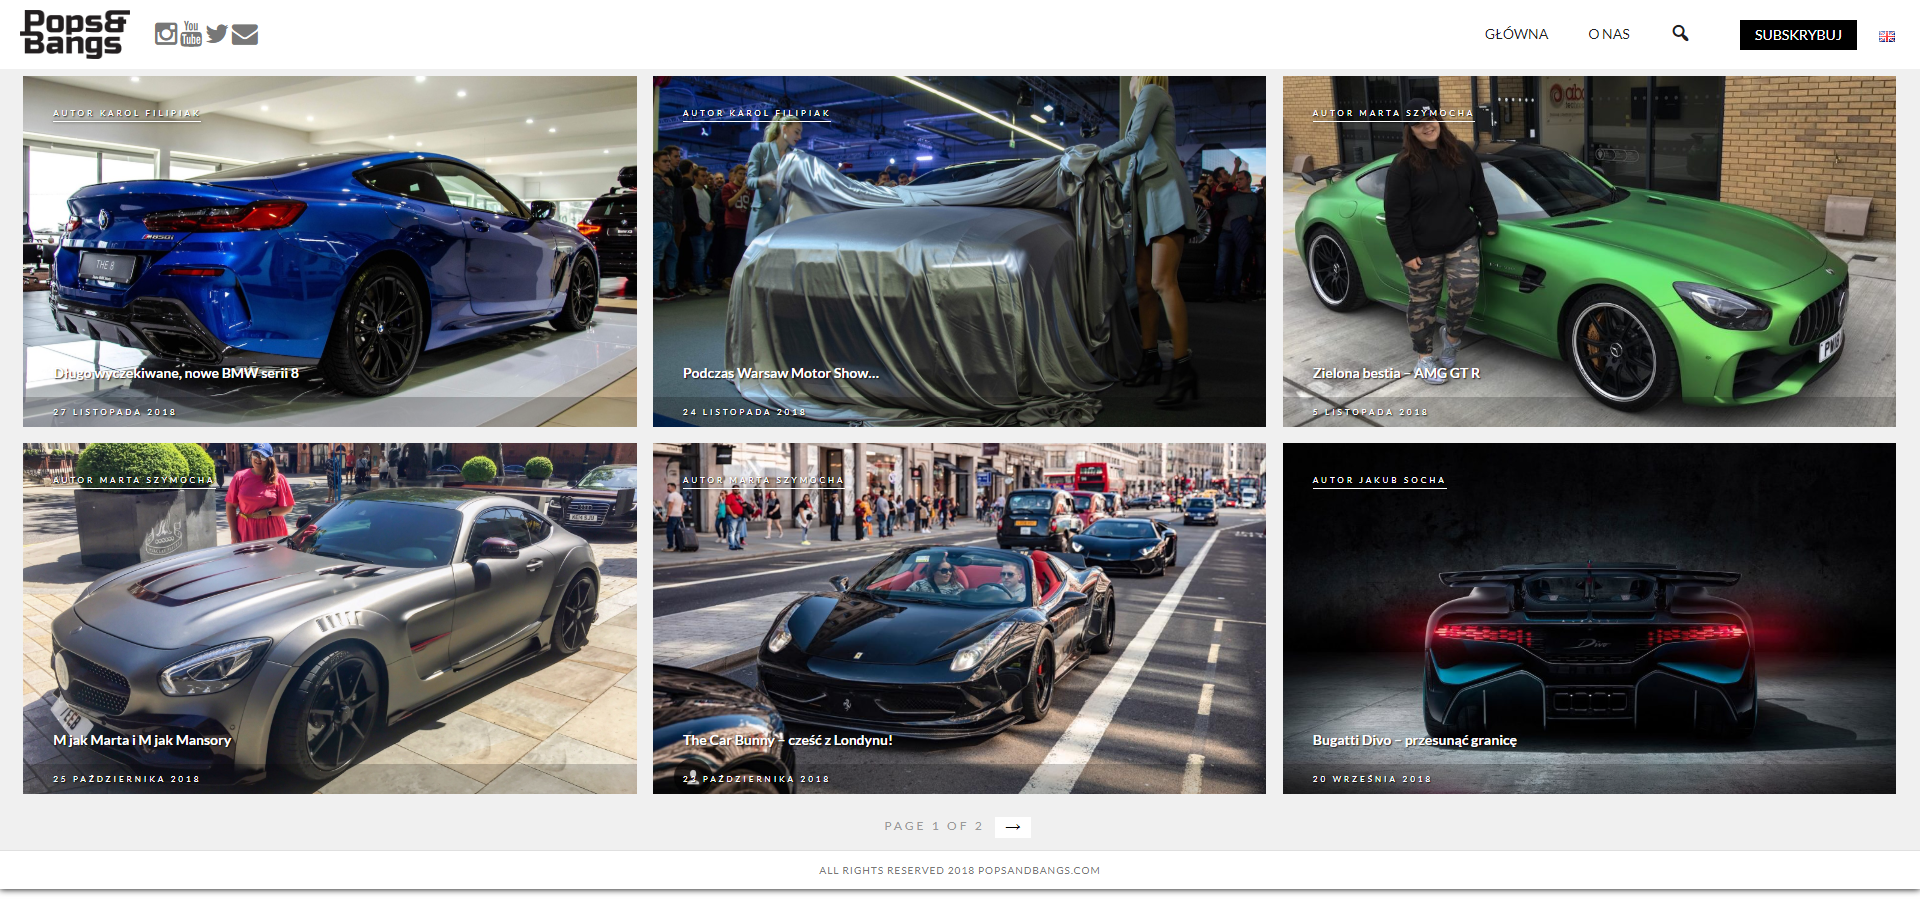 Pops&
Bangs
You
Tube
GŁÓWNA
O NAS
SUBSKRYBUJ
AUTOR KAROL FILIPIAK
M850i
THE 8
Długo wyczekiwane, nowe BMW serii 8
27 LISTOPADA 2018
AUTOR KAROL FILIPIAK
Podczas Warsaw Motor Show...
24 LISTOPADA 2018
AUTOR MARTA SZYMOCHA
Zielona bestia – AMG GT R
5 LISTOPADA 2018
AUTOR MARTA SZYMOCHA
M jak Marta i M jak Mansory
25 PAŹDZIERNIKA 2018
AUTOR MARTA SZYMOCHA
The Car Bunny – cześć z Londynu!
PAŹDZIERNIKA 2018
AUTOR JAKUB SOCHA
Divo
Bugatti Divo – przesunąć granicę
20 WRZEŚNIA 2018
PAGE 1 OF 2 →
ALL RIGHTS RESERVED 2018 POPSANDBANGS.COM